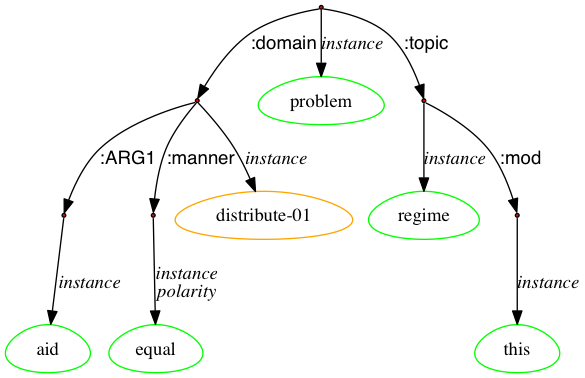 :domain instance :topic
problem
:ARG1 :manner instance instance :mod
distribute-01 regime
instance instance instance
polarity
aid equal this